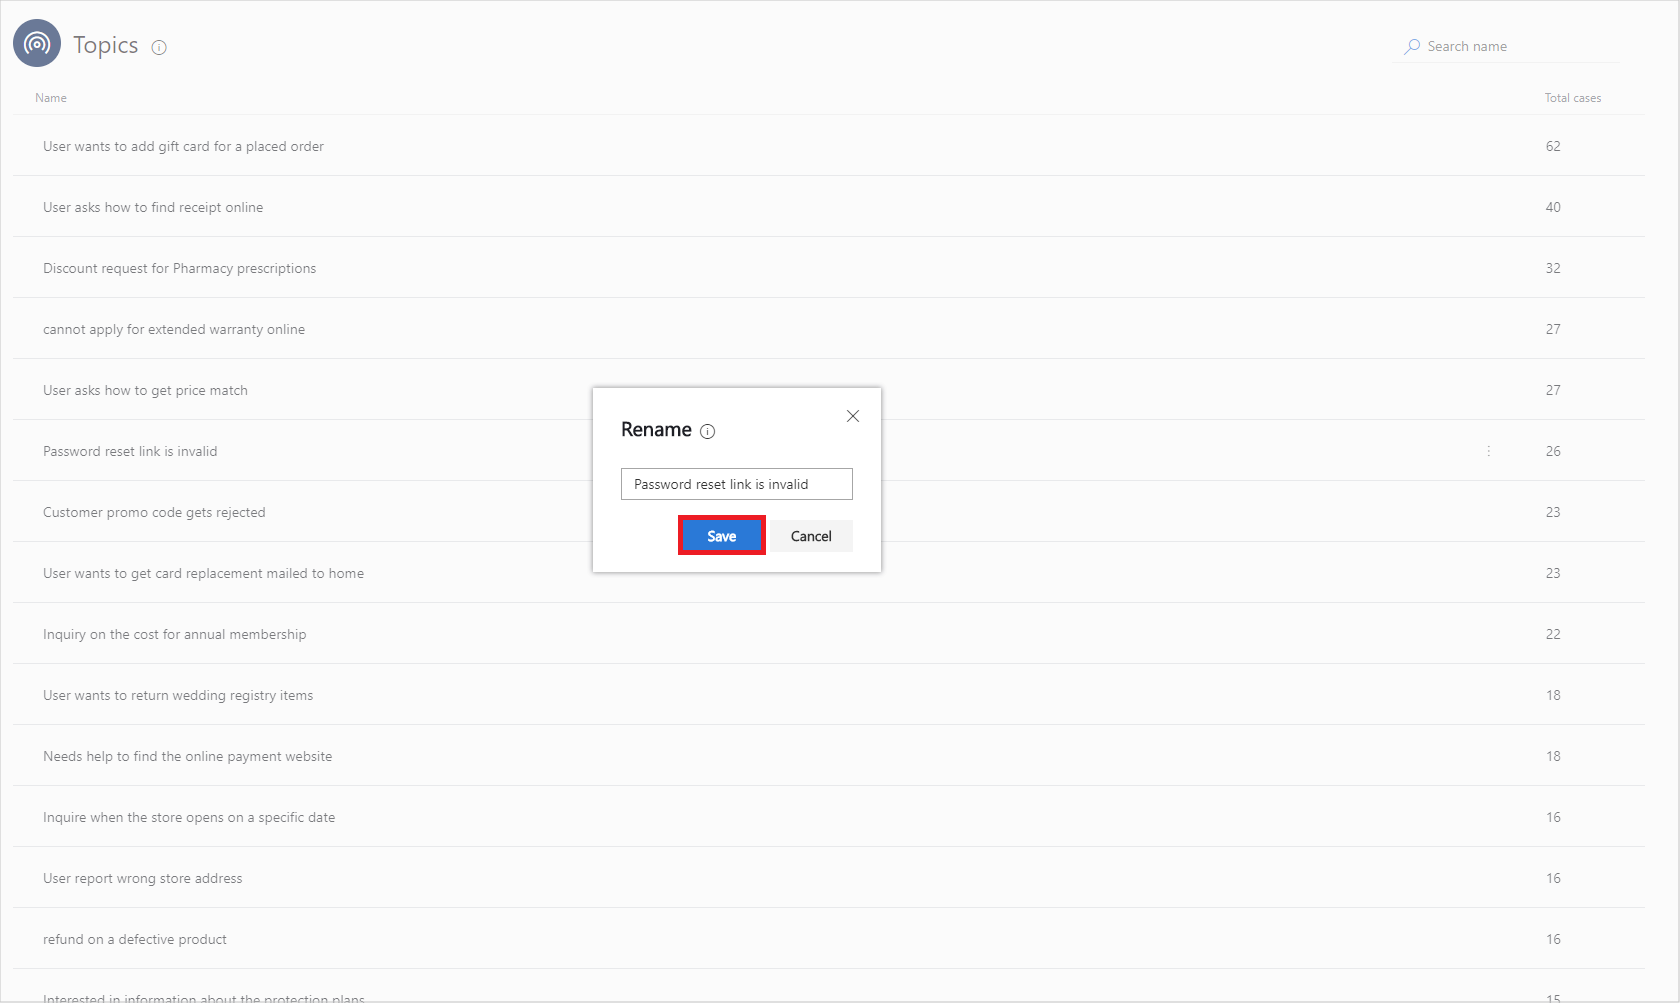 Topics
Search name
Name Total cases
User wants to add gift card for a placed order 62
User asks how to find receipt online 40
Discount request for Pharmacy prescriptions 32
cannot apply for extended warranty online 27
User asks how to get price match 27
Rename
Password reset link is invalid 26
Password reset link is invalid
Customer promo code gets rejected 23
Save Cancel
User wants to get card replacement mailed to home 23
Inquiry on the cost for annual membership 22
User wants to return wedding registry items 18
Needs help to find the online payment website 18
Inquire when the store opens on a specific date 16
User report wrong store address 16
refund on a defective product 16
Interested in information about the protection plans 15